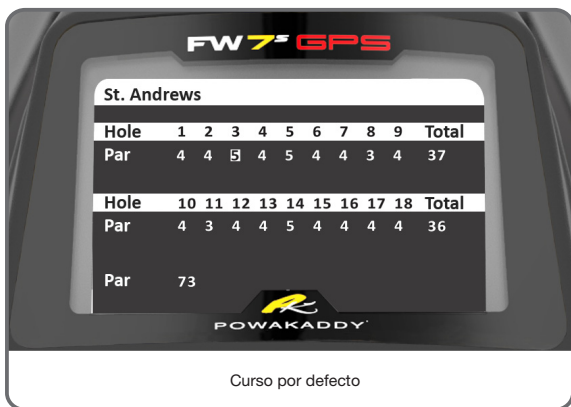 FW7s GPS
St. Andrews
Hole 1 2 3 4 5 6 7 8 9 Total
Par 4 4 5 4 5 4 4 3 4 37
Hole 10 11 12 13 14 15 16 17 18 Total
Par 4 3 4 4 5 4 4 4 4 36
Par 73
POWAKADDY
Curso por defecto